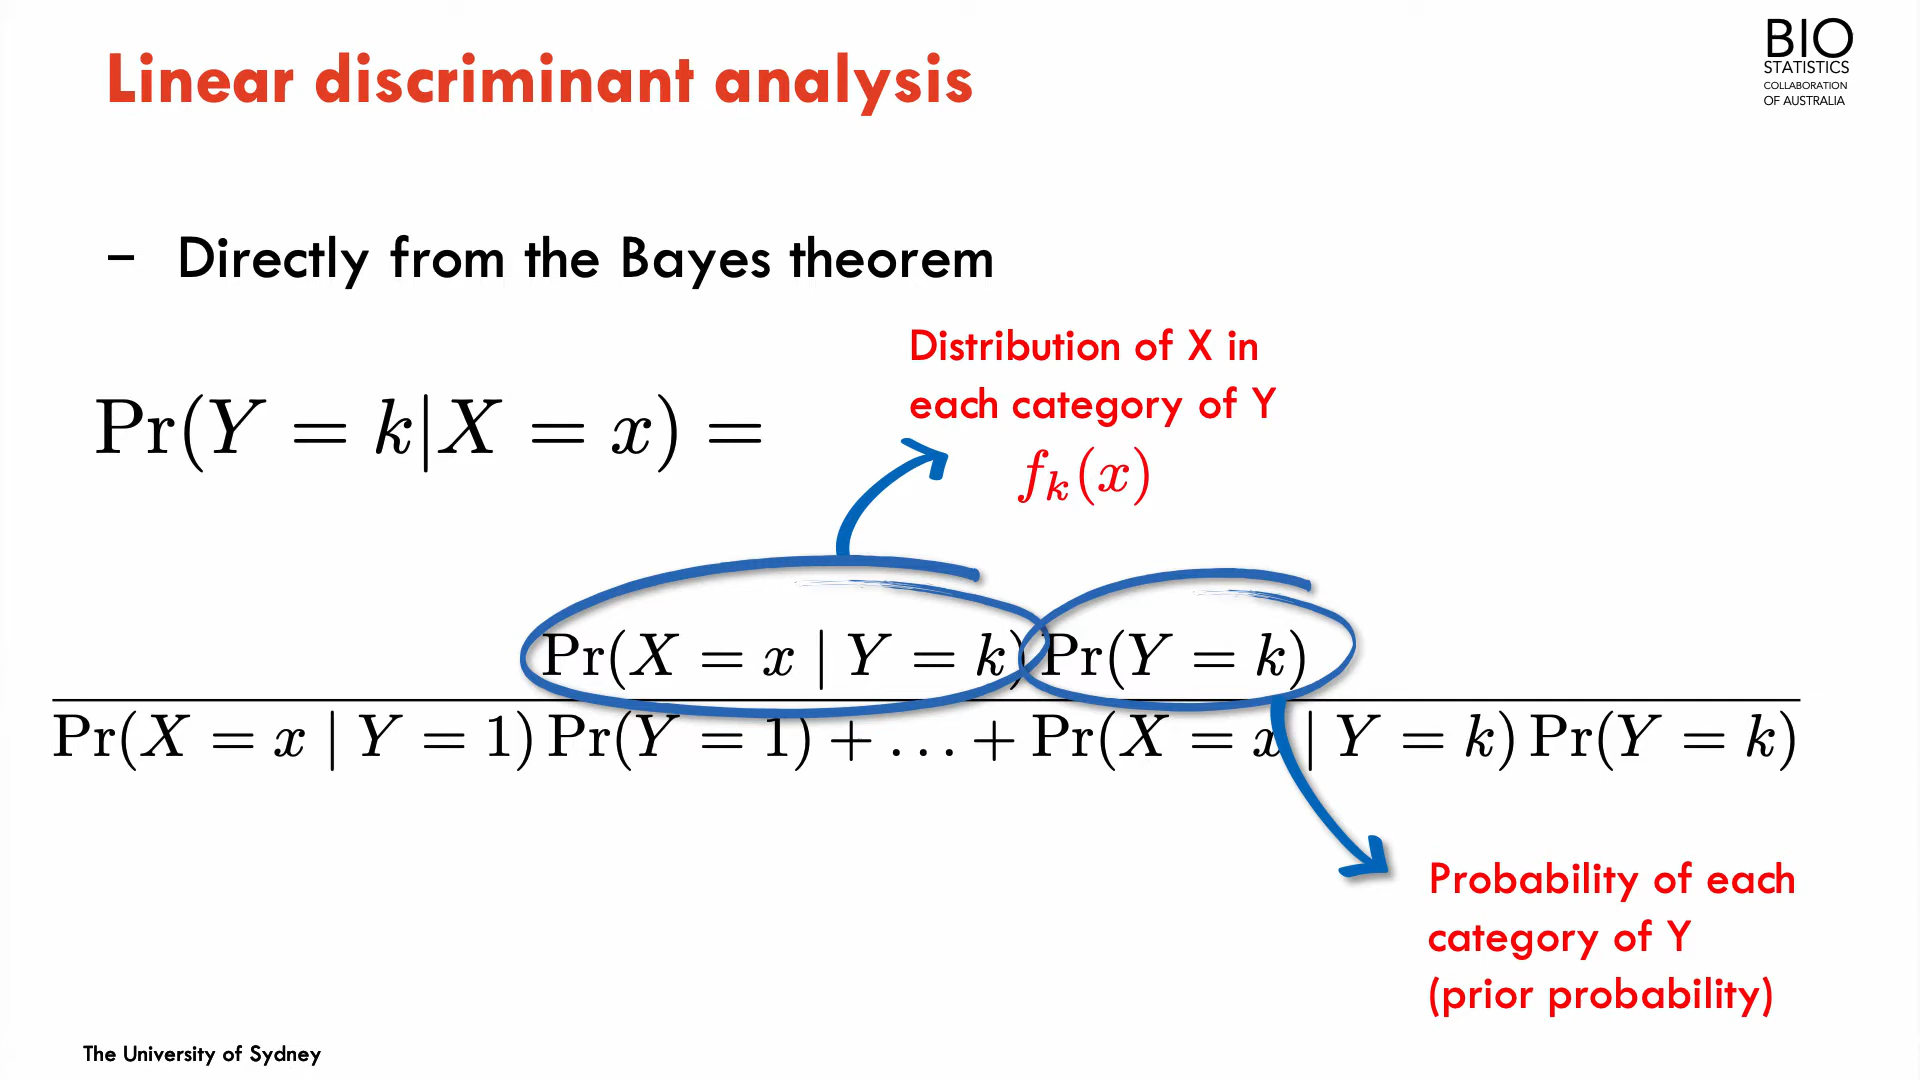 Linear discriminant analysis
BIO
STATISTICS
COLLABORATION
OF AUSTRALIA
– Directly from the Bayes theorem
Distribution of X in
each category of Y
Pr(Y = k|X = x) =
f_k(x)
Pr(X = x | Y = k) Pr(Y = k)
Pr(X = x | Y = 1) Pr(Y = 1) + ... + Pr(X = x | Y = k) Pr(Y = k)
Probability of each
category of Y
(prior probability)
The University of Sydney